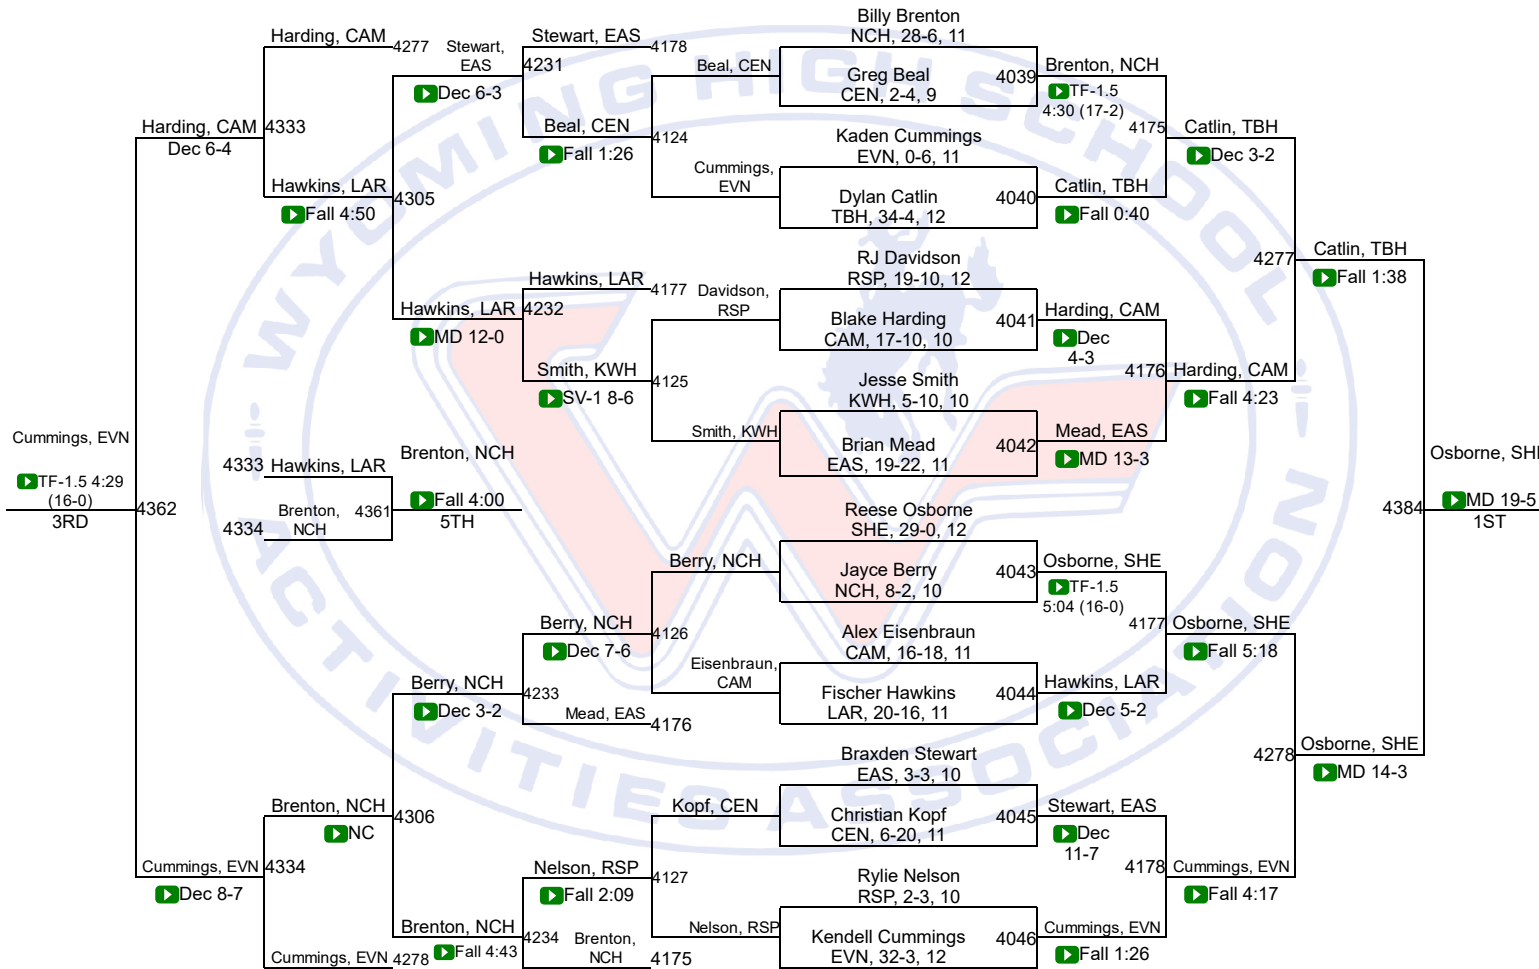 WYOMING HIGH SCHOOL
ACTIVITIES ASSOCIATION
Harding, CAM
4277
Harding, CAM
4333
Dec 6-4
Hawkins, LAR
4305
Fall 4:50
Stewart,
EAS
4231
Dec 6-3
Stewart, EAS
4178
Beal, CEN
4124
Fall 1:26
Hawkins, LAR
4232
MD 12-0
Hawkins, LAR
4177
Smith, KWH
4125
SV-1 8-6
Beal, CEN
Cummings,
EVN
Davidson,
RSP
Smith, KWH
Billy Brenton
NCH, 28-6, 11
Greg Beal
CEN, 2-4, 9
4039
Kaden Cummings
EVN, 0-6, 11
Dylan Catlin
TBH, 34-4, 12
4040
RJ Davidson
RSP, 19-10, 12
Blake Harding
CAM, 17-10, 10
4041
Jesse Smith
KWH, 5-10, 10
Brian Mead
EAS, 19-22, 11
4042
Brenton, NCH
TF-1.5
4:30 (17-2)
4175
Catlin, TBH
Fall 0:40
Catlin, TBH
Dec 3-2
Harding, CAM
Dec
4-3
4176
Mead, EAS
MD 13-3
Harding, CAM
Fall 4:23
4277
Catlin, TBH
Fall 1:38
Cummings, EVN
TF-1.5 4:29
(16-0)
3RD
4362
4333
Hawkins, LAR
4334
Brenton,
NCH
4361
Brenton, NCH
Fall 4:00
5TH
4384
Osborne, SHE
MD 19-5
1ST
Reese Osborne
SHE, 29-0, 12
Jayce Berry
NCH, 8-2, 10
4043
Alex Eisenbraun
CAM, 16-18, 11
Fischer Hawkins
LAR, 20-16, 11
4044
Braxden Stewart
EAS, 3-3, 10
Christian Kopf
CEN, 6-20, 11
4045
Rylie Nelson
RSP, 2-3, 10
Kendell Cummings
EVN, 32-3, 12
4046
Berry, NCH
Eisenbraun,
CAM
Kopf, CEN
Nelson, RSP
Berry, NCH
4126
Dec 7-6
Berry, NCH
4233
Dec 3-2
Mead, EAS
4176
Brenton, NCH
4306
NC
Cummings, EVN
4334
Dec 8-7
Cummings, EVN
4278
Nelson, RSP
4127
Fall 2:09
Brenton, NCH
4234
Fall 4:43
Brenton,
NCH
4175
Osborne, SHE
TF-1.5
5:04 (16-0)
4177
Osborne, SHE
Fall 5:18
Hawkins, LAR
Dec 5-2
4278
Osborne, SHE
MD 14-3
Stewart, EAS
Dec
11-7
4178
Cummings, EVN
Fall 4:17
Cummings, EVN
Fall 1:26